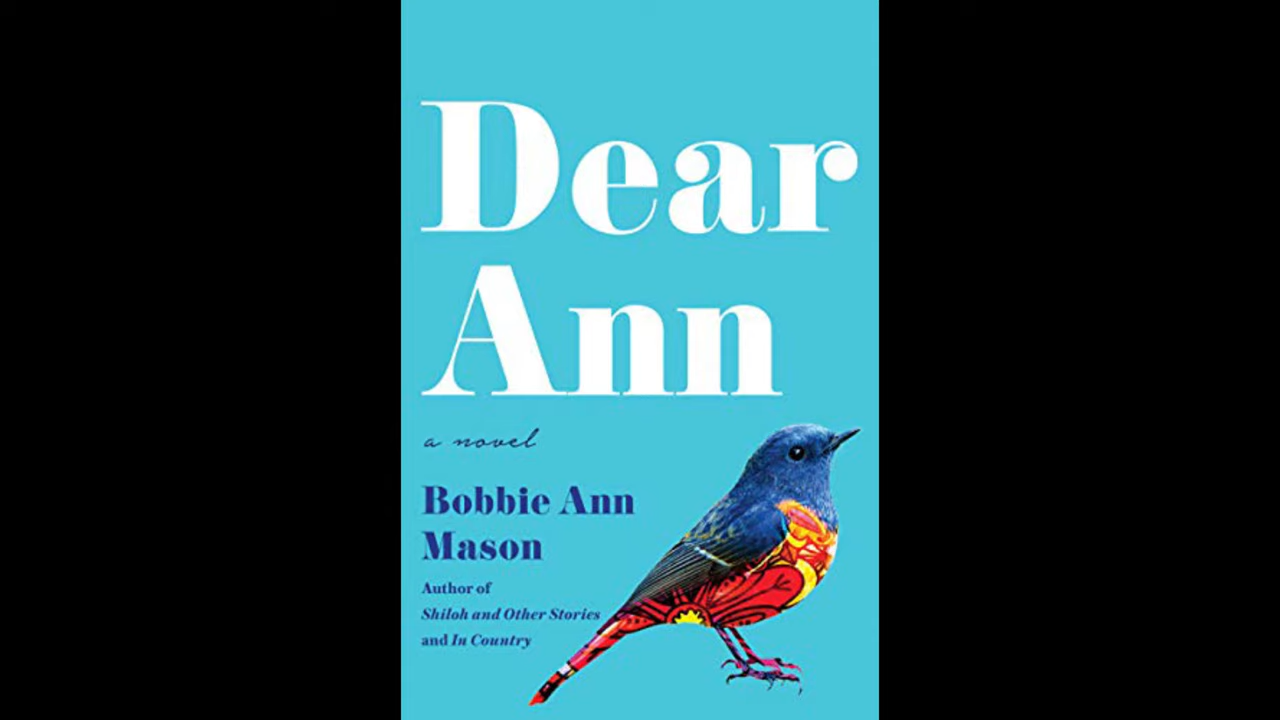 Dear
Ann
a novel
Bobbie Ann
Mason
Author of
Shiloh and Other Stories
and In Country